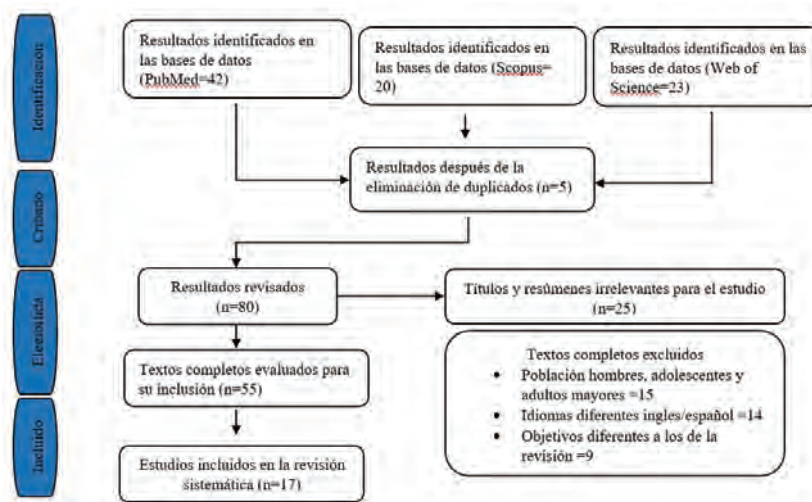 Identificación
Resultados identificados en
las bases de datos
(PubMed=42)
Resultados identificados en
las bases de datos (Scopus=
20)
Resultados identificados en las
bases de datos (Web of
Science=23)
Resultados después de la
eliminación de duplicados (n=5)
Cribado
Resultados revisados
(n=80)
Títulos y resúmenes irrelevantes para el estudio
(n=25)
Textos completos evaluados para
su inclusión (n=55)
Textos completos excluidos
• Población hombres, adolescentes y
adultos mayores =15
• Idiomas diferentes ingles/español =14
• Objetivos diferentes a los de la
revisión =9
Incluido
Estudios incluidos en la revisión
sistemática (n=17)